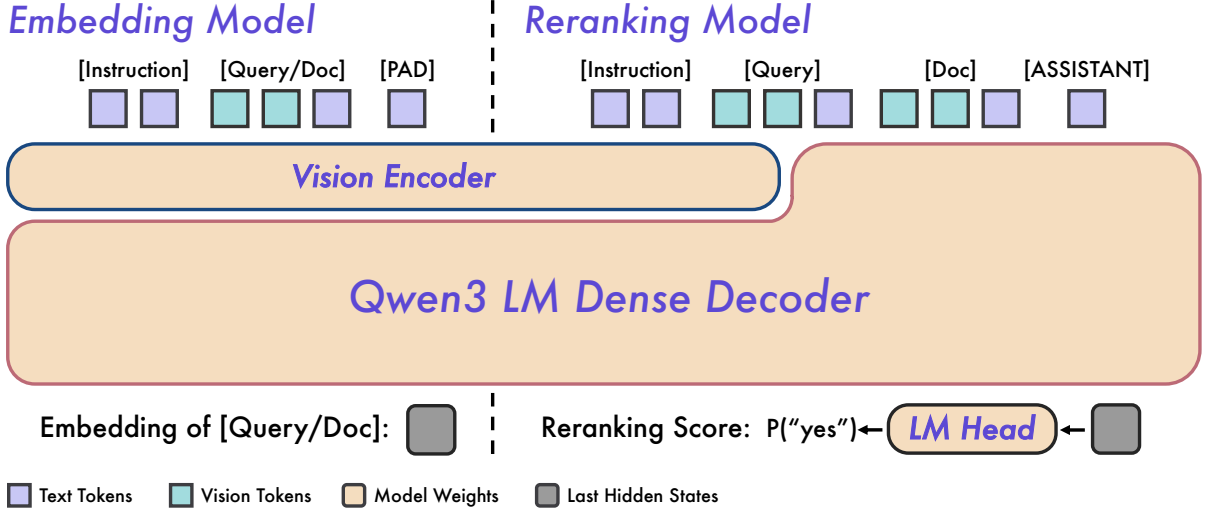 Embedding Model
Reranking Model
[Instruction] [Query/Doc] [PAD]
[Instruction] [Query] [Doc] [ASSISTANT]
Vision Encoder
Qwen3 LM Dense Decoder
Embedding of [Query/Doc]:
Reranking Score: P(“yes”) LM Head
Text Tokens Vision Tokens Model Weights Last Hidden States